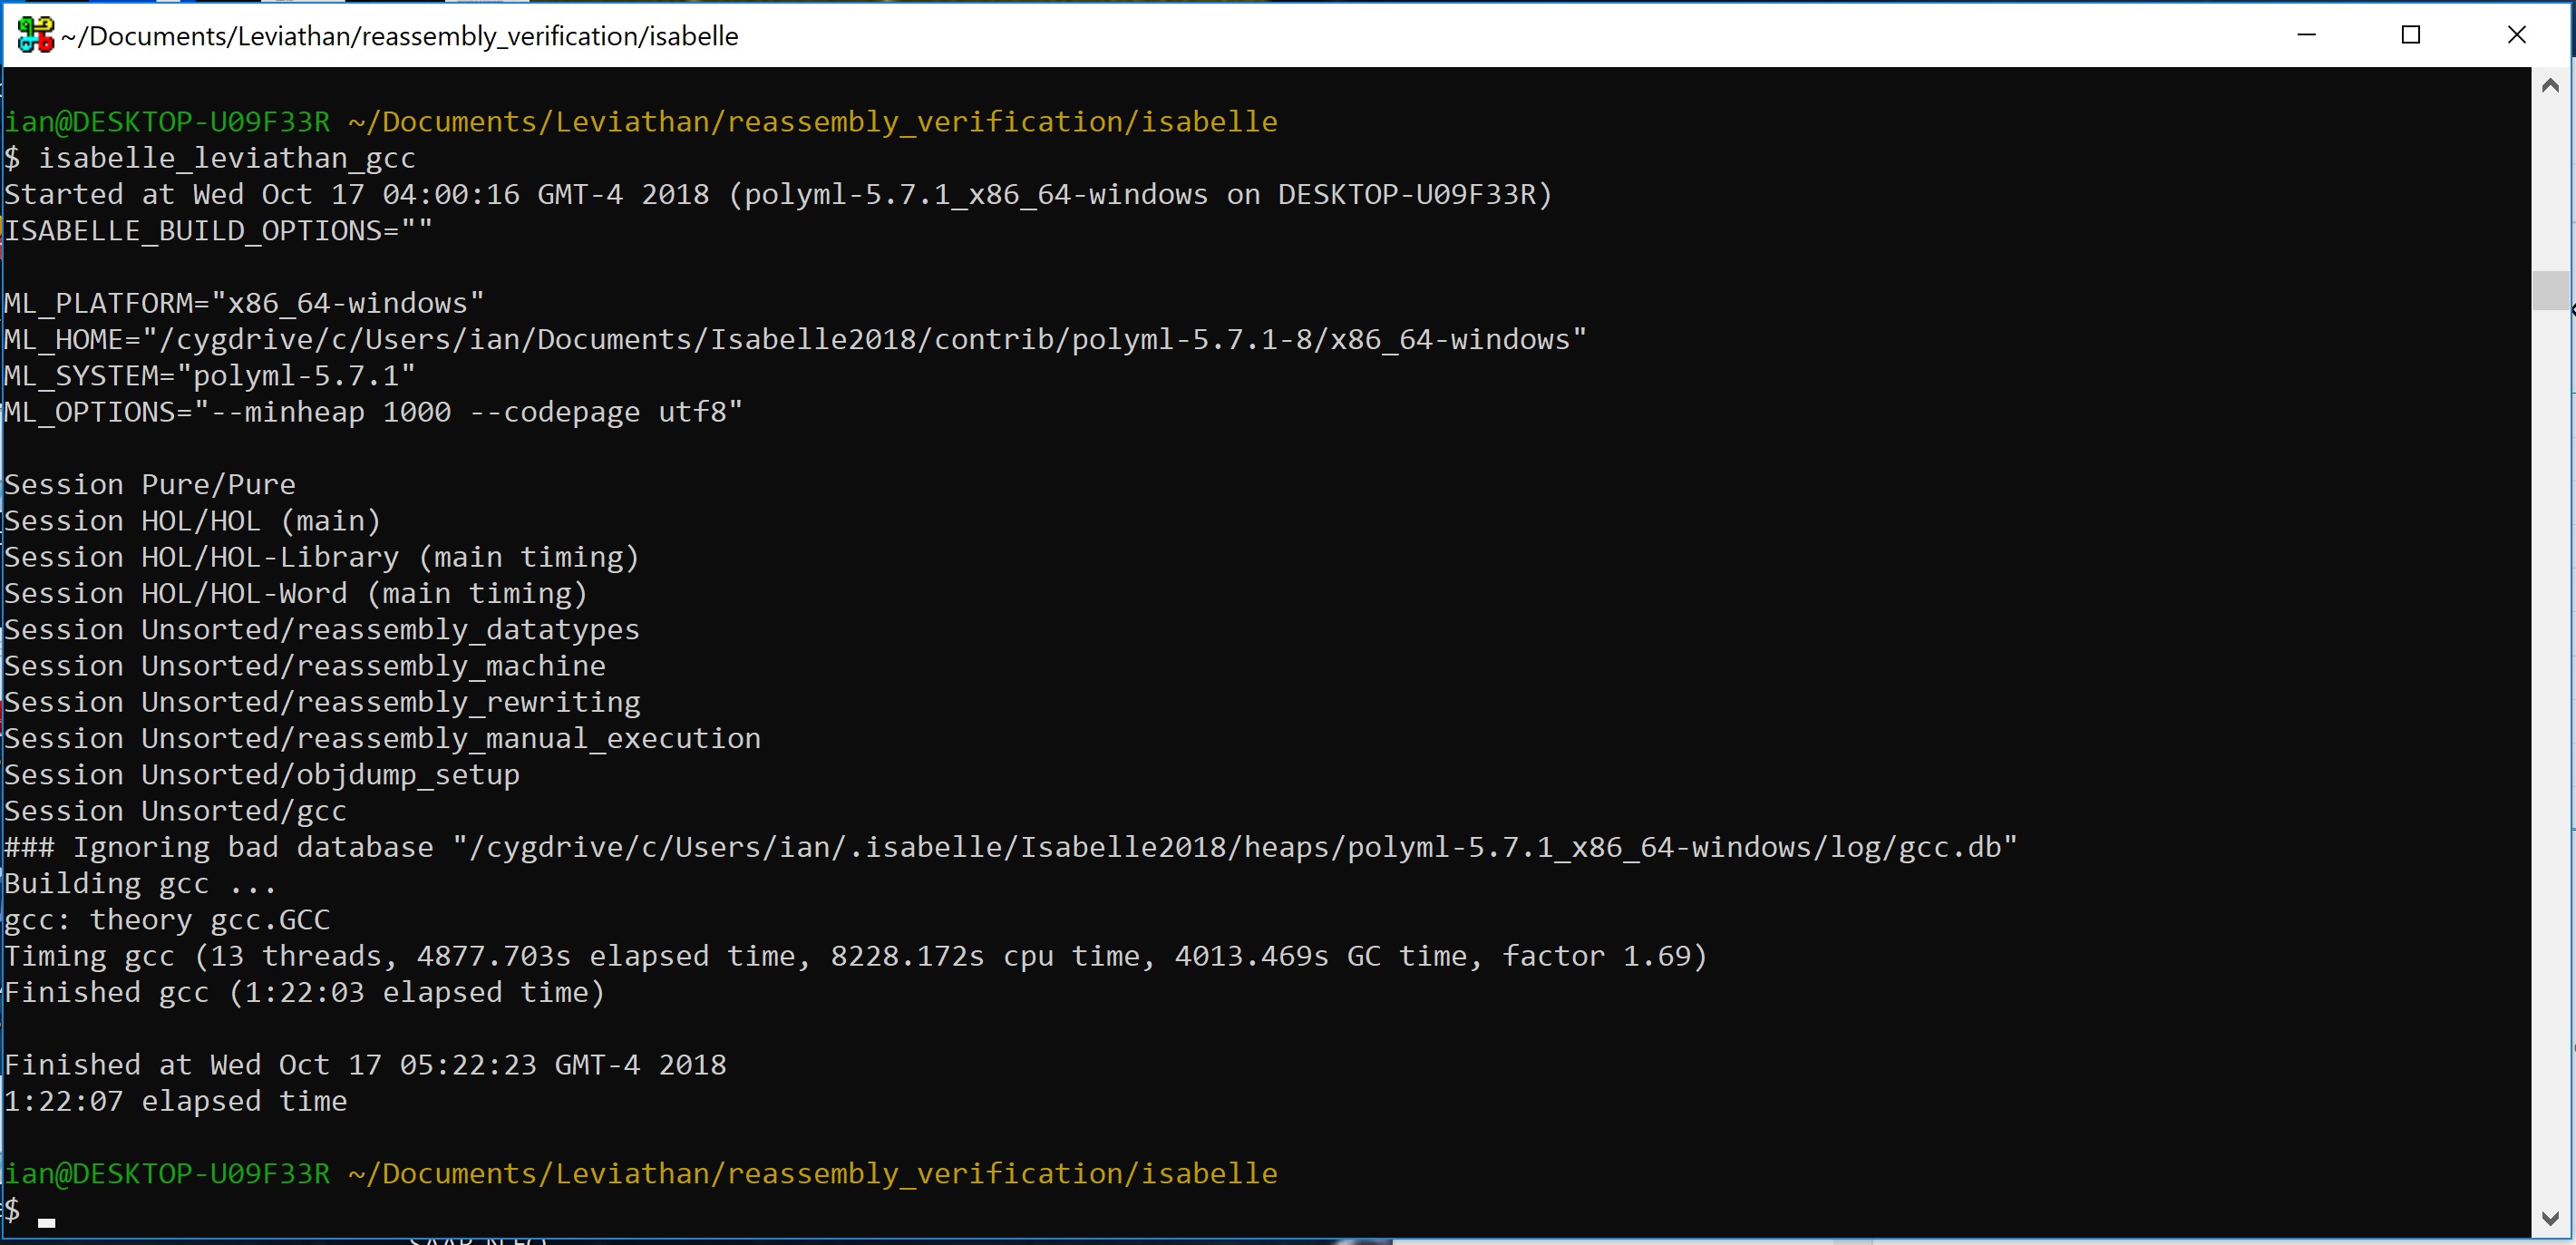 ~/Documents/Leviathan/reassembly_verification/isabelle
ian@DESKTOP-U09F33R ~/Documents/Leviathan/reassembly_verification/isabelle
$ isabelle_leviathan_gcc
Started at Wed Oct 17 04:00:16 GMT-4 2018 (polyml-5.7.1_x86_64-windows on DESKTOP-U09F33R)
ISABELLE_BUILD_OPTIONS=""
ML_PLATFORM="x86_64-windows"
ML_HOME="/cygdrive/c/Users/ian/Documents/Isabelle2018/contrib/polyml-5.7.1-8/x86_64-windows"
ML_SYSTEM="polyml-5.7.1"
ML_OPTIONS="--minheap 1000 --codepage utf8"
Session Pure/Pure
Session HOL/HOL (main)
Session HOL/HOL-Library (main timing)
Session HOL/HOL-Word (main timing)
Session Unsorted/reassembly_datatypes
Session Unsorted/reassembly_machine
Session Unsorted/reassembly_rewriting
Session Unsorted/reassembly_manual_execution
Session Unsorted/objdump_setup
Session Unsorted/gcc
### Ignoring bad database "/cygdrive/c/Users/ian/.isabelle/Isabelle2018/heaps/polyml-5.7.1_x86_64-windows/log/gcc.db"
Building gcc ...
gcc: theory gcc.GCC
Timing gcc (13 threads, 4877.703s elapsed time, 8228.172s cpu time, 4013.469s GC time, factor 1.69)
Finished gcc (1:22:03 elapsed time)
Finished at Wed Oct 17 05:22:23 GMT-4 2018
1:22:07 elapsed time
ian@DESKTOP-U09F33R ~/Documents/Leviathan/reassembly_verification/isabelle
$